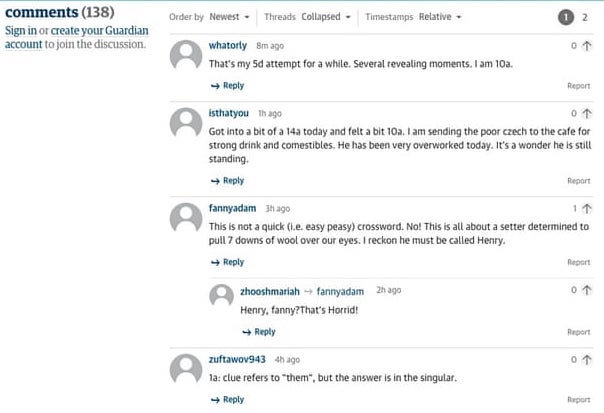 comments (138)
Sign in or create your Guardian
account to join the discussion.
Order by Newest Threads Collapsed Timestamps Relative 1 2
whatorly 8m ago 0
That's my 5d attempt for a while. Several revealing moments. I am 10a.
Reply Report
isthatyou 1h ago 0
Got into a bit of a 14a today and felt a bit 10a. I am sending the poor czech to the cafe for
strong drink and comestibles. He has been very overworked today. It's a wonder he is still
standing.
Reply Report
fannyadam 3h ago 1
This is not a quick (i.e. easy peasy) crossword. No! This is all about a setter determined to
pull 7 downs of wool over our eyes. I reckon he must be called Henry.
Reply Report
zhooshmariah → fannyadam 2h ago 0
Henry, fanny?That's Horrid!
Reply Report
zuftawov943 4h ago 0
1a: clue refers to "them", but the answer is in the singular.
Reply Report